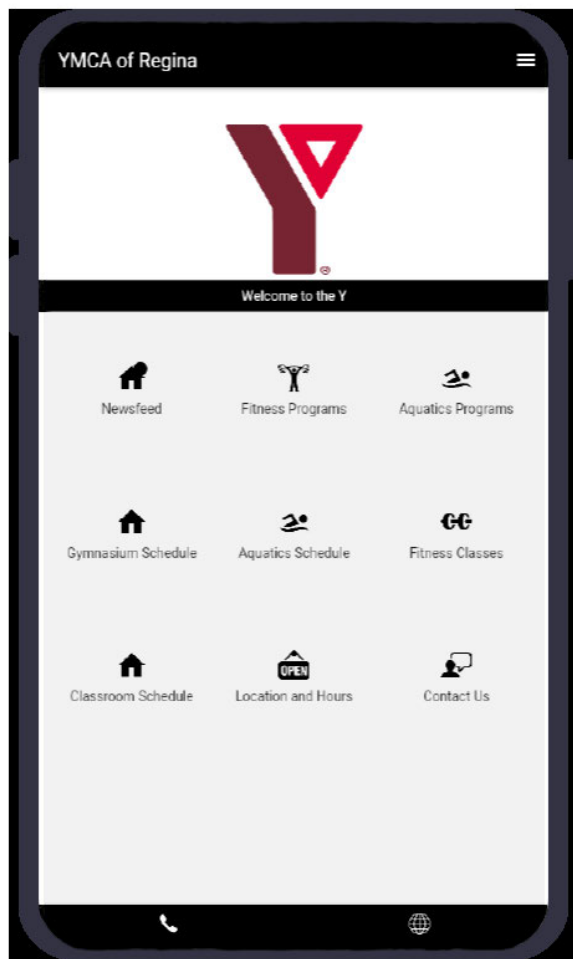 YMCA of Regina
Y
®
Welcome to the Y
Newsfeed
Fitness Programs
Aquatics Programs
Gymnasium Schedule
Aquatics Schedule
Fitness Classes
Classroom Schedule
OPEN
Location and Hours
Contact Us